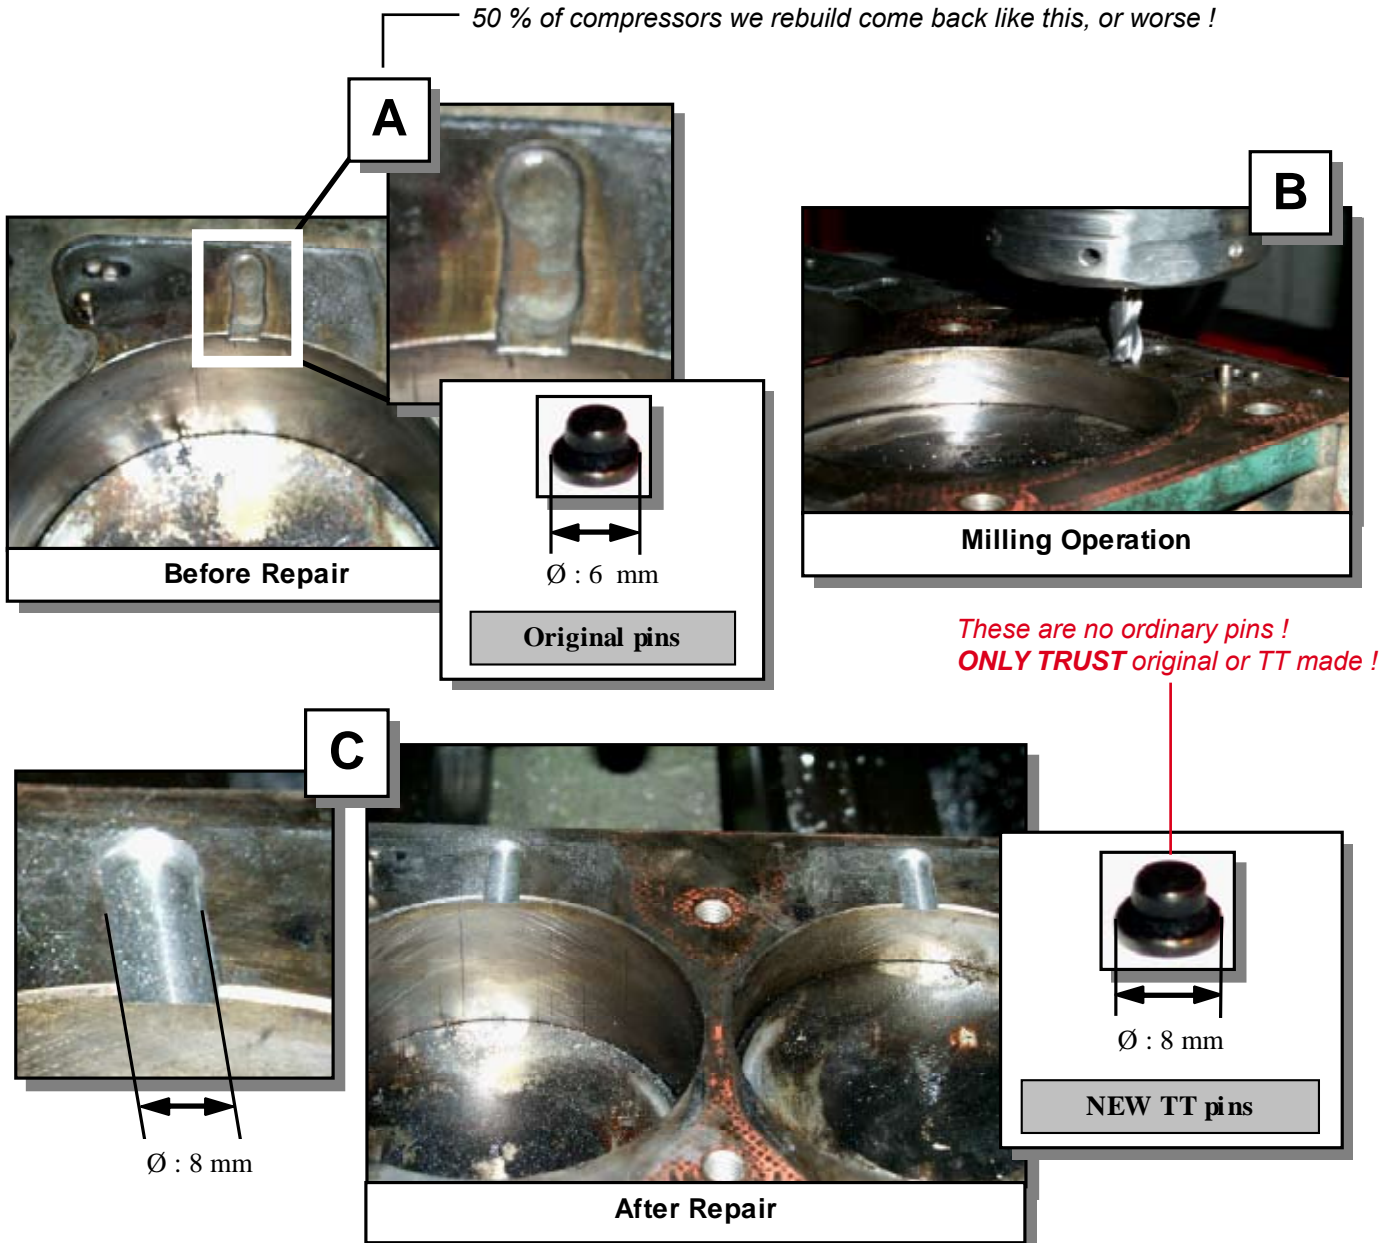 50 % of compressors we rebuild come back like this, or worse !
A
B
Before Repair
Ø : 6 mm
Original pins
Milling Operation
These are no ordinary pins !
ONLY TRUST original or TT made !
C
Ø : 8 mm
After Repair
Ø : 8 mm
NEW TT pins